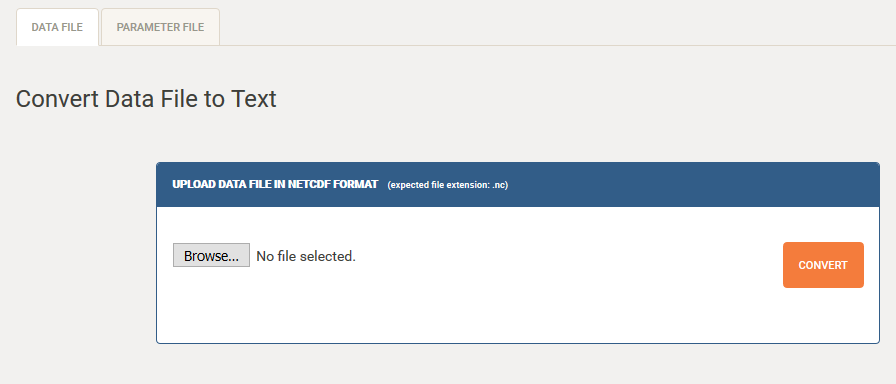 DATA FILE
PARAMETER FILE
Convert Data File to Text
UPLOAD DATA FILE IN NETCDF FORMAT (expected file extension: .nc)
Browse... No file selected.
CONVERT